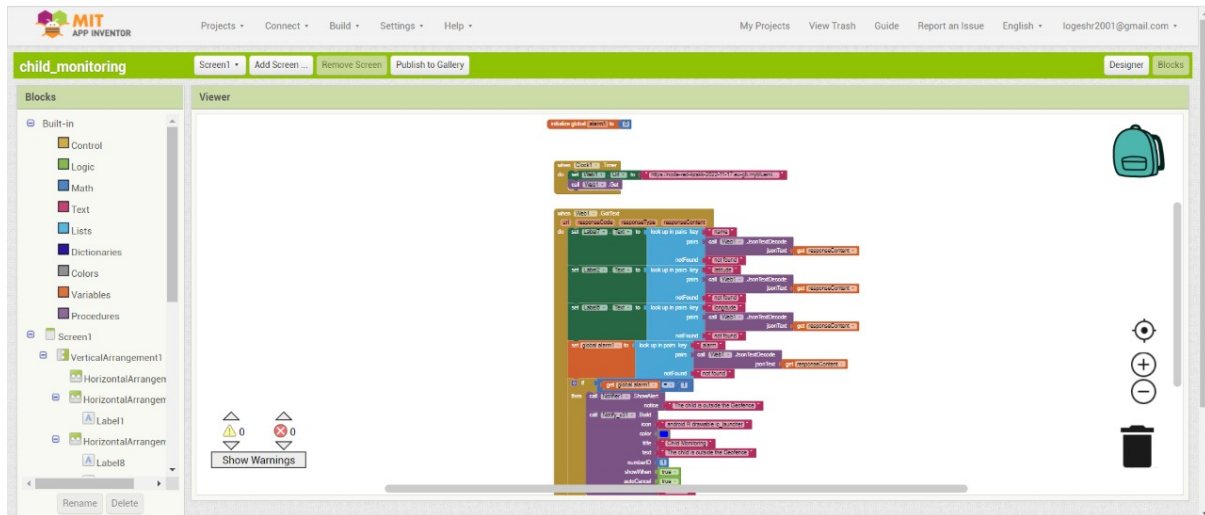 MIT
APP INVENTOR
Projects Connect Build Settings Help
My Projects View Trash Guide Report an Issue English logeshr2001@gmail.com
child_monitoring
Screen1 Add Screen ... Remove Screen Publish to Gallery
Designer Blocks
Blocks
Viewer
Built-in
Control
Logic
Math
Text
Lists
Dictionaries
Colors
Variables
Procedures
Screen1
VerticalArrangement1
HorizontalArrangem
HorizontalArrangem
Label1
HorizontalArrangem
Label8
Rename Delete
0 0
Show Warnings
initialize global alarm1 to
when Clock1 Timer
do set Web1 Url to
call Web1 Get
when Web1 GotText
url responseCode responseType responseContent
do set Label1 Text to look up in pairs key name
pairs call Web1 JsonTextDecode
jsonText get responseContent
notFound not found
set Label2 Text to look up in pairs key latitude
pairs call Web1 JsonTextDecode
jsonText get responseContent
notFound not found
set Text to look up in pairs key longitude
pairs call Web1 JsonTextDecode
jsonText get responseContent
notFound not found
set global alarm1 to look up in pairs key alarm
pairs call Web1 JsonTextDecode
jsonText get responseContent
notFound not found
if get global alarm1 =
then call ShowAlert
notice The child is outside the Geofence
call Build
icon android R drawable ic_launcher
color
title Child Monitoring
text The child is outside the Geofence
numberID
showWhen true
autoCancel true